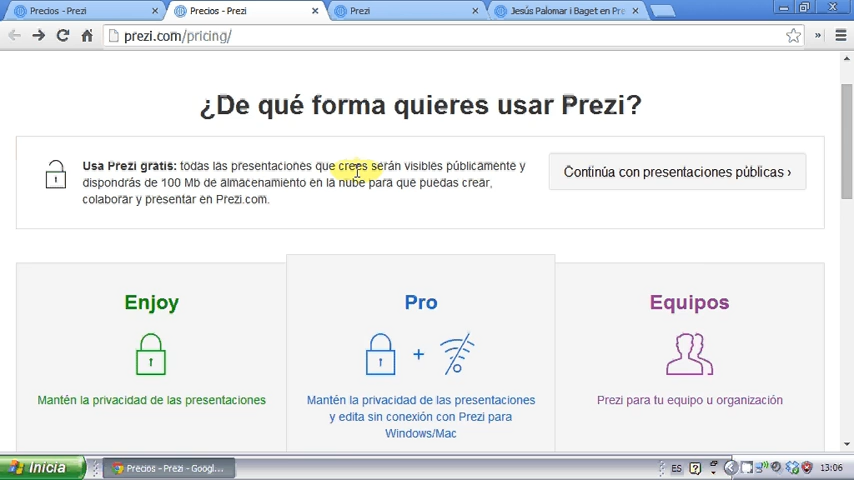 Precios - Prezi
Precios - Prezi
Prezi
Jesús Palomar i Baget en Pre
prezi.com/pricing/
¿De qué forma quieres usar Prezi?
Usa Prezi gratis: todas las presentaciones que crees serán visibles públicamente y
dispondrás de 100 Mb de almacenamiento en la nube para que puedas crear,
colaborar y presentar en Prezi.com.
Continúa con presentaciones públicas ›
Enjoy
Mantén la privacidad de las presentaciones
Pro
+
Mantén la privacidad de las presentaciones
y edita sin conexión con Prezi para
Windows/Mac
Equipos
Prezi para tu equipo u organización
Inicio
Precios - Prezi - Googl...
ES
13:06